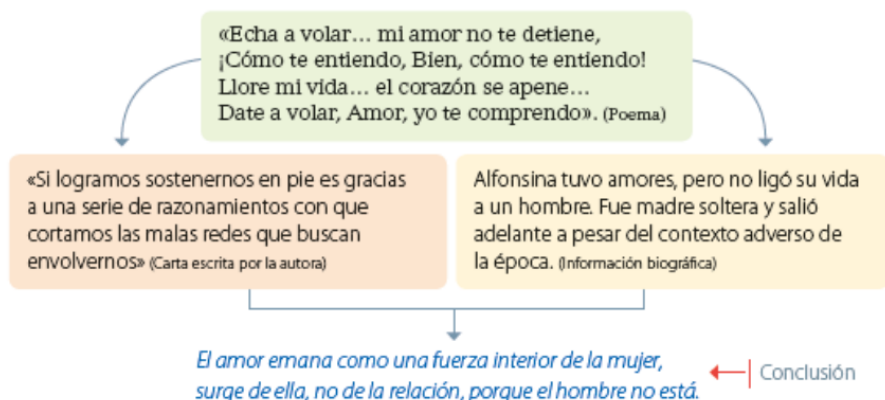 «Echa a volar... mi amor no te detiene,
¡Cómo te entiendo, Bien, cómo te entiendo!
Llore mi vida... el corazón se apene...
Date a volar, Amor, yo te comprendo». (Poema)
«Si logramos sostenernos en pie es gracias
a una serie de razonamientos con que
cortamos las malas redes que buscan
envolvernos» (Carta escrita por la autora)
Alfonsina tuvo amores, pero no ligó su vida
a un hombre. Fue madre soltera y salió
adelante a pesar del contexto adverso de
la época. (Información biográfica)
El amor emana como una fuerza interior de la mujer,
surge de ella, no de la relación, porque el hombre no está.
Conclusión